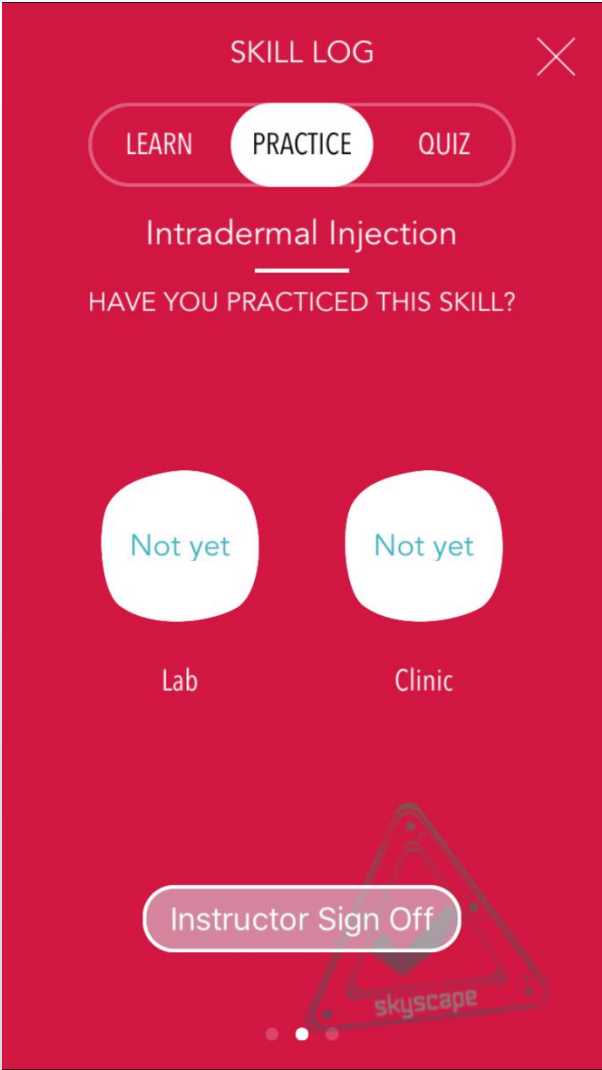 SKILL LOG
LEARN PRACTICE QUIZ
Intradermal Injection
HAVE YOU PRACTICED THIS SKILL?
Not yet Not yet
Lab Clinic
Instructor Sign Off
skyscape